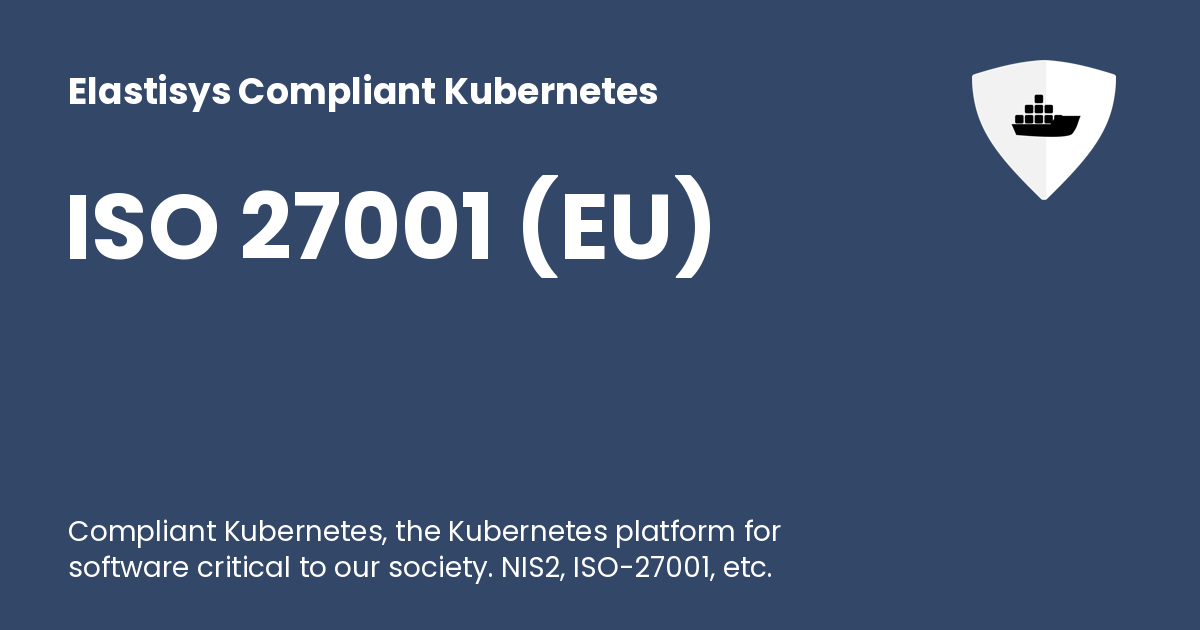 Elastisys Compliant Kubernetes
ISO 27001 (EU)
Compliant Kubernetes, the Kubernetes platform for
software critical to our society. NIS2, ISO-27001, etc.